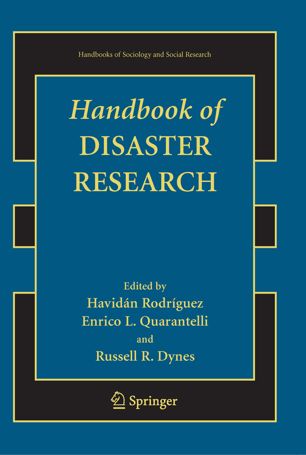 Handbooks of Sociology and Social Research
Handbook of
DISASTER
RESEARCH
Edited by
Havidán Rodríguez
Enrico L. Quarantelli
and
Russell R. Dynes
Springer